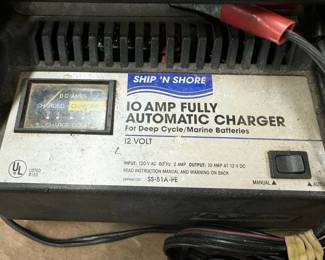 SHIP 'N SHORE
10 AMP FULLY
AUTOMATIC CHARGER
For Deep Cycle/Marine Batteries
12 VOLT
D.C. AMPS
CHARGED
INPUT: 120 V AC 60 HZ 2 AMP OUTPUT: 10 AMP AT 12 V DC
READ INSTRUCTION MANUAL AND WARNING ON BACK
SS-51A-PE
UL
LISTED
MANUAL